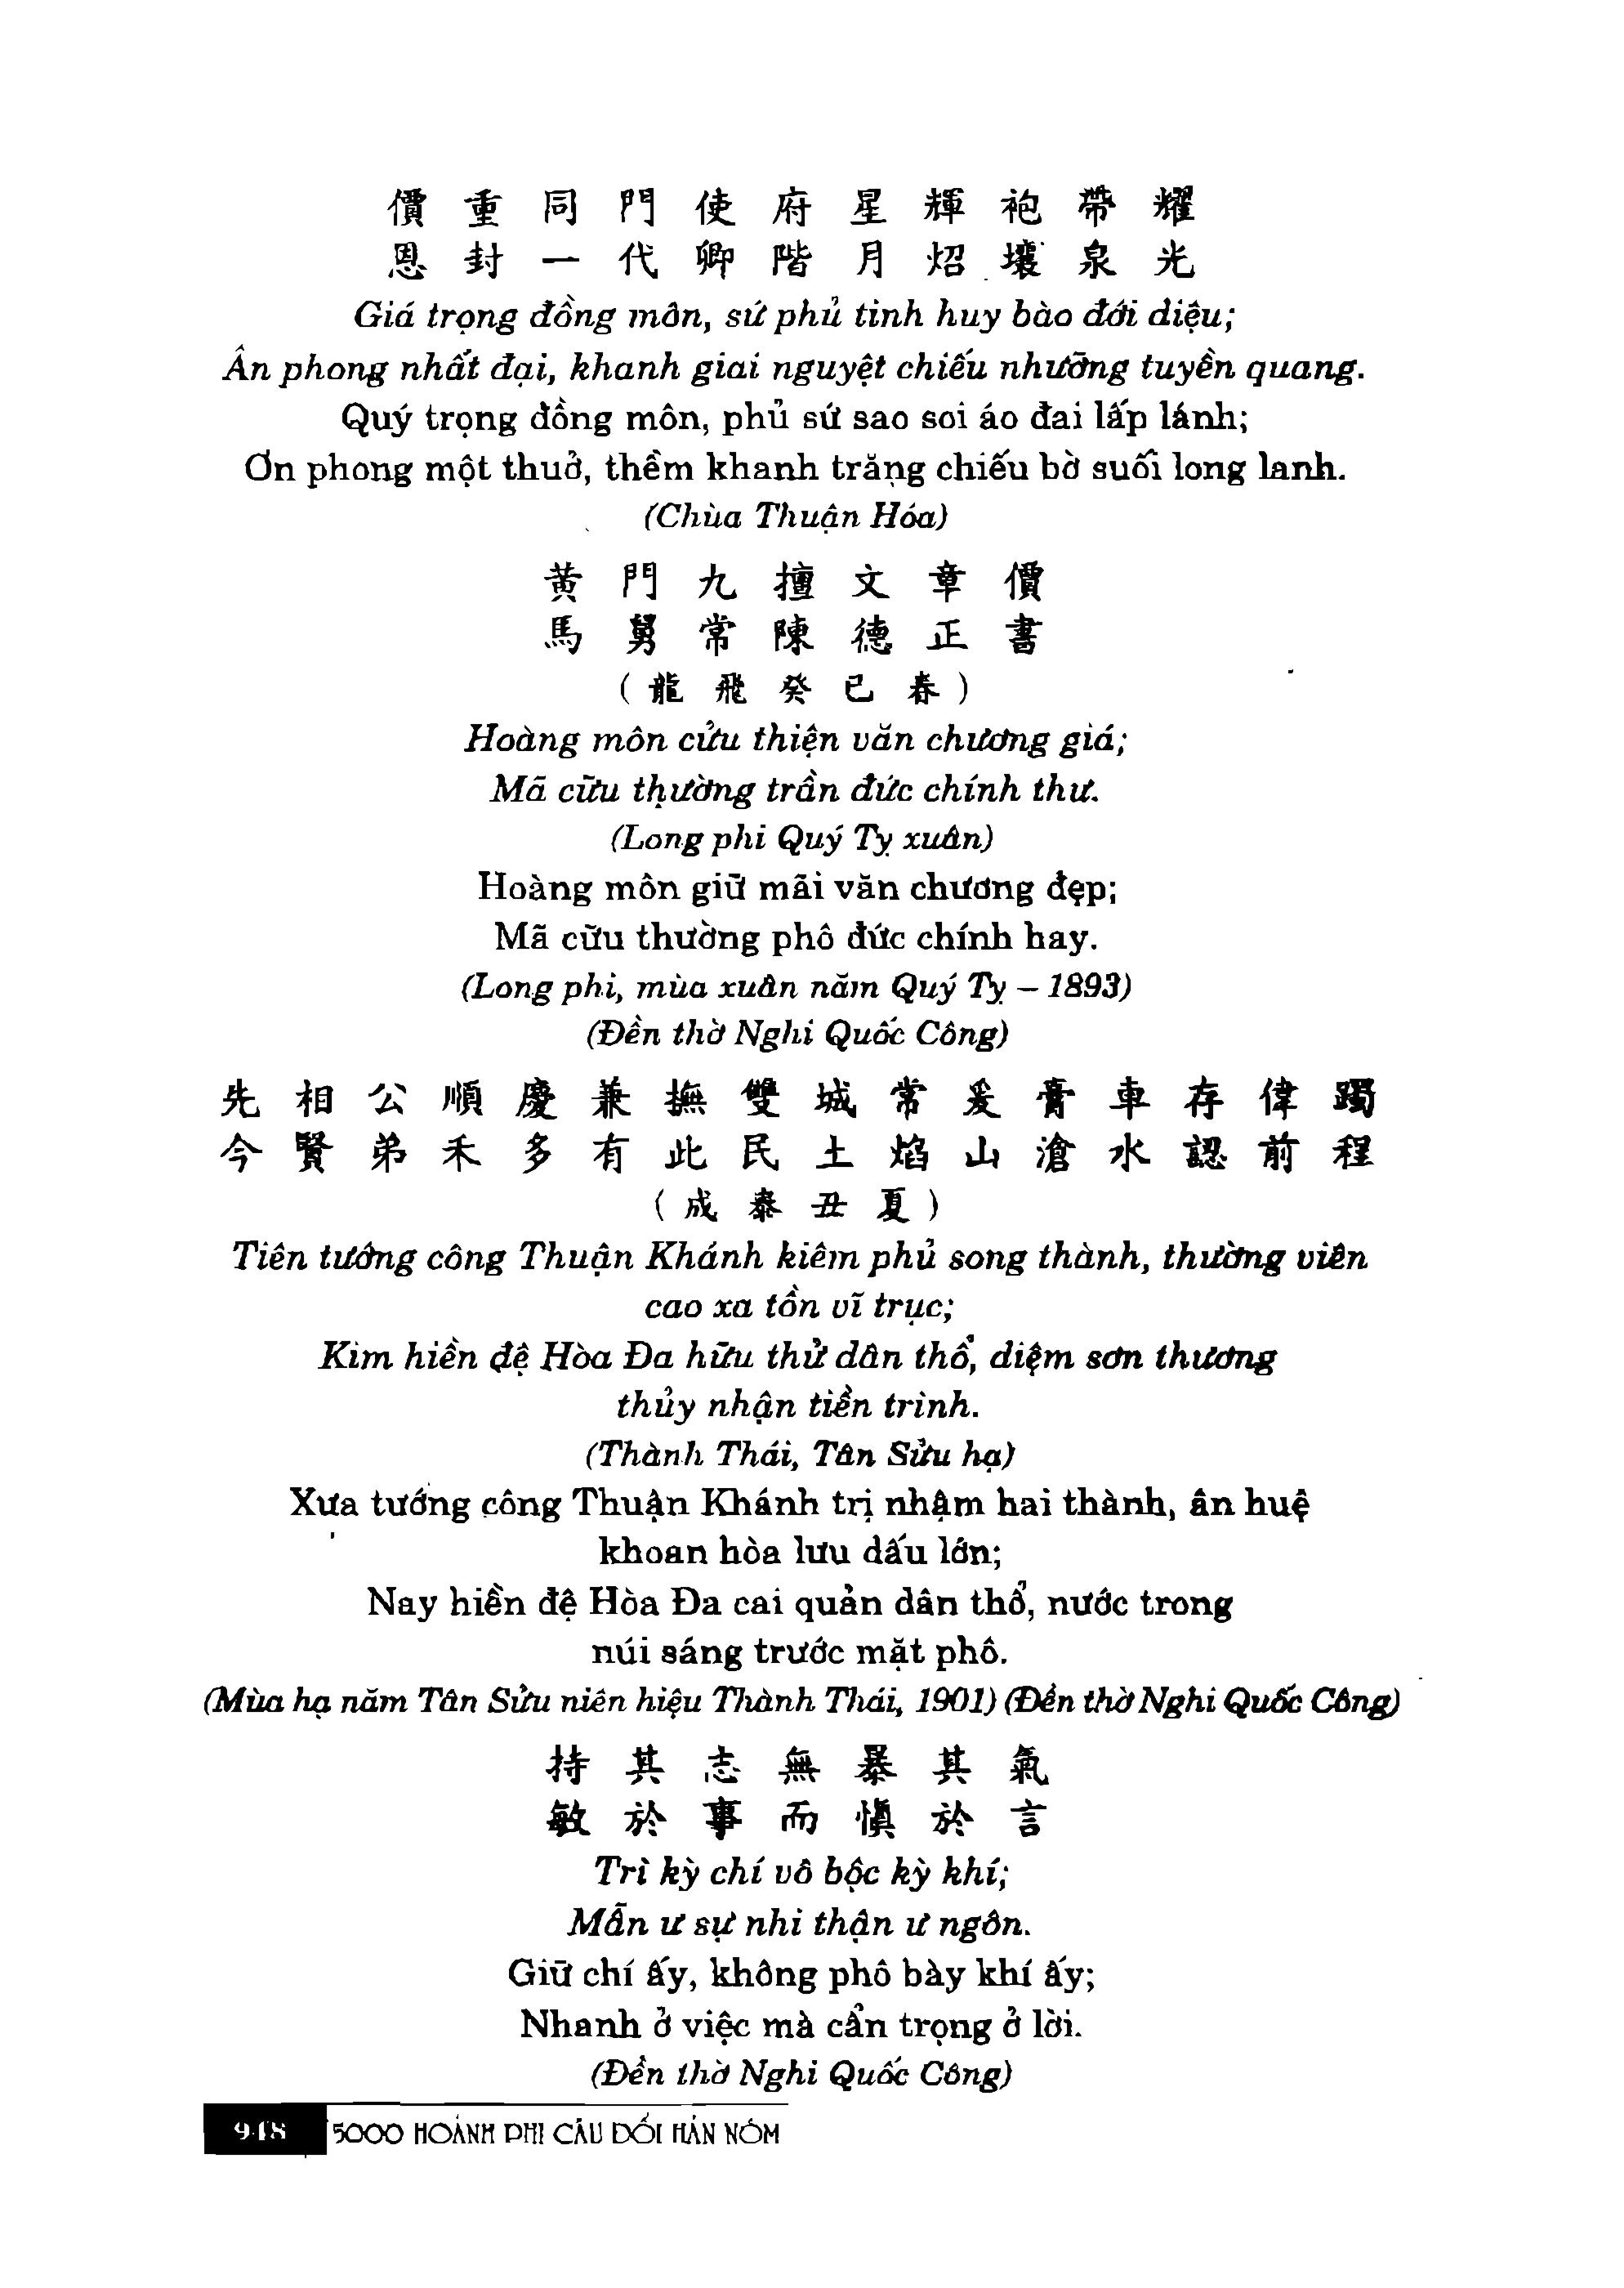 價重同門使府星輝袍帶耀
恩封一代卿階月炤壤泉光
Giá trọng đồng môn, sứ phủ tinh huy bào đới diệu;
Ân phong nhất đại, khanh giai nguyệt chiếu nhưỡng tuyền quang.
Quý trọng đồng môn, phủ sứ sao soi áo đai lấp lánh;
Ơn phong một thuở, thềm khanh trăng chiếu bờ suối long lanh.
(Chùa Thuận Hóa)
黃門九擅文章價
馬舅常陳德正書
(龍飛癸巳春)
Hoàng môn cửu thiện văn chương giá;
Mã cữu thường trần đức chính thư.
(Long phi Quý Tỵ xuân)
Hoàng môn giữ mãi văn chương đẹp;
Mã cữu thường phô đức chính hay.
(Long phi, mùa xuân năm Quý Tỵ – 1893)
(Đền thờ Nghi Quốc Công)
先相公順慶兼撫雙城常爰膏車存偉躅
今賢弟禾多有此民土焰山滄水認前程
(成泰丑夏)
Tiên tướng công Thuận Khánh kiêm phủ song thành, thường viên
cao xa tồn vĩ trục;
Kim hiền đệ Hòa Đa hữu thử dân thổ, diệm sơn thương
thủy nhận tiền trình.
(Thành Thái, Tân Sửu hạ)
Xưa tướng công Thuận Khánh trị nhậm hai thành, ân huệ
khoan hòa lưu dấu lớn;
Nay hiền đệ Hòa Đa cai quản dân thổ, nước trong
núi sáng trước mặt phô.
(Mùa hạ năm Tân Sửu niên hiệu Thành Thái, 1901) (Đền thờ Nghi Quốc Công)
持其志無暴其氣
敏於事而慎於言
Trì kỳ chí vô bộc kỳ khí;
Mẫn ư sự nhi thận ư ngôn.
Giữ chí ấy, không phô bày khí ấy;
Nhanh ở việc mà cẩn trọng ở lời.
(Đền thờ Nghi Quốc Công)
948 5000 HOÀNH PHI CÂU ĐỐI HÁN NÔM